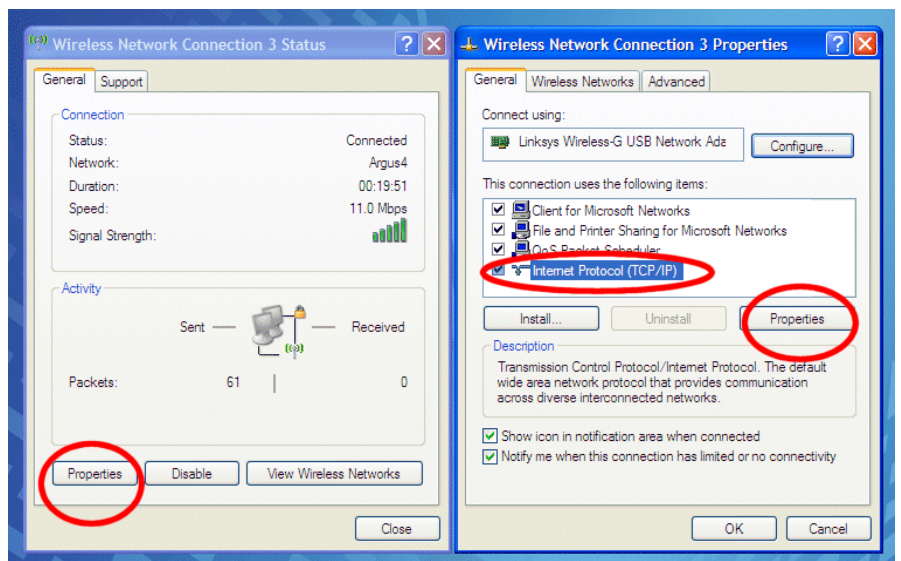 Wireless Network Connection 3 Status
General Support
Connection
Status: Connected
Network: Argus4
Duration: 00:19:51
Speed: 11.0 Mbps
Signal Strength:
Activity
Sent Received
Packets: 61 0
Properties Disable View Wireless Networks
Close
Wireless Network Connection 3 Properties
General Wireless Networks Advanced
Connect using:
Linksys Wireless-G USB Network Ada
Configure...
This connection uses the following items:
Client for Microsoft Networks
File and Printer Sharing for Microsoft Networks
QoS Packet Scheduler
Internet Protocol (TCP/IP)
Install... Uninstall Properties
Description
Transmission Control Protocol/Internet Protocol. The default
wide area network protocol that provides communication
across diverse interconnected networks.
Show icon in notification area when connected
Notify me when this connection has limited or no connectivity
OK Cancel